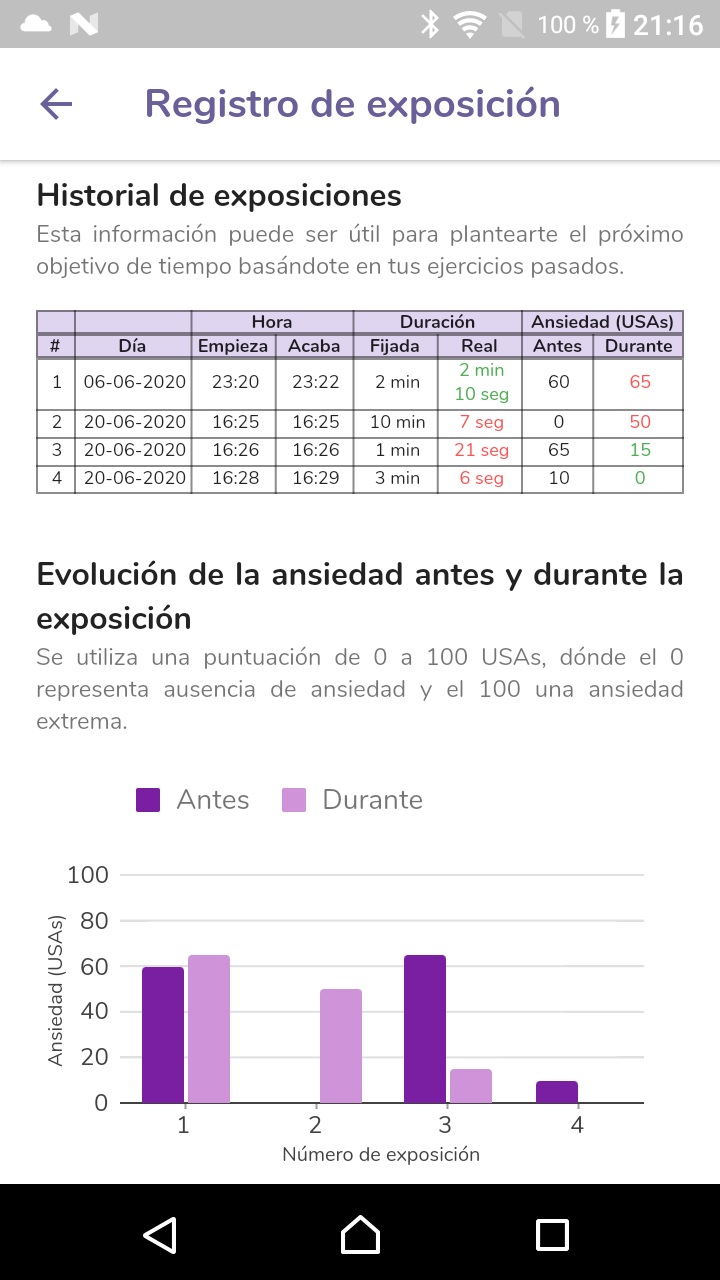 100 % 21:16
Registro de exposición
Historial de exposiciones
Esta información puede ser útil para plantearte el próximo
objetivo de tiempo basándote en tus ejercicios pasados.
Hora Duración Ansiedad (USAs)
# Día Empieza Acaba Fijada Real Antes Durante
1 06-06-2020 23:20 23:22 2 min 2 min 10 seg 60 65
2 20-06-2020 16:25 16:25 10 min 7 seg 0 50
3 20-06-2020 16:26 16:26 1 min 21 seg 65 15
4 20-06-2020 16:28 16:29 3 min 6 seg 10 0
Evolución de la ansiedad antes y durante la
exposición
Se utiliza una puntuación de 0 a 100 USAs, dónde el 0
representa ausencia de ansiedad y el 100 una ansiedad
extrema.
Antes Durante
Ansiedad (USAs)
100
80
60
40
20
0
1 2 3 4
Número de exposición